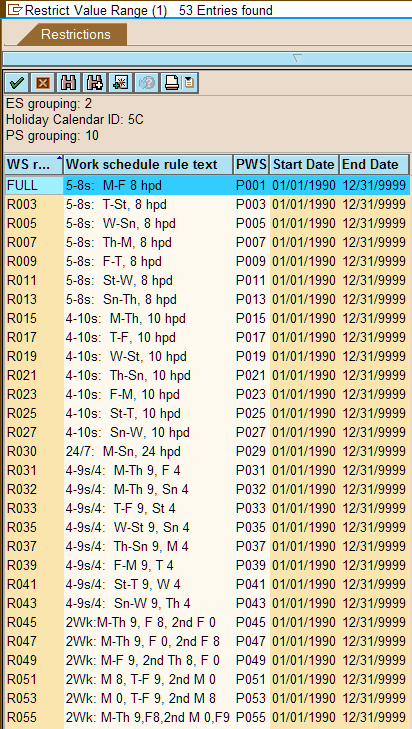 Restrict Value Range (1) 53 Entries found
Restrictions
ES grouping: 2
Holiday Calendar ID: 5C
PS grouping: 10
WS r... Work schedule rule text PWS Start Date End Date
FULL 5-8s: M-F 8 hpd P001 01/01/1990 12/31/9999
R003 5-8s: T-St, 8 hpd P003 01/01/1990 12/31/9999
R005 5-8s: W-Sn, 8 hpd P005 01/01/1990 12/31/9999
R007 5-8s: Th-M, 8 hpd P007 01/01/1990 12/31/9999
R009 5-8s: F-T, 8 hpd P009 01/01/1990 12/31/9999
R011 5-8s: St-W, 8 hpd P011 01/01/1990 12/31/9999
R013 5-8s: Sn-Th, 8 hpd P013 01/01/1990 12/31/9999
R015 4-10s: M-Th, 10 hpd P015 01/01/1990 12/31/9999
R017 4-10s: T-F, 10 hpd P017 01/01/1990 12/31/9999
R019 4-10s: W-St, 10 hpd P019 01/01/1990 12/31/9999
R021 4-10s: Th-Sn, 10 hpd P021 01/01/1990 12/31/9999
R023 4-10s: F-M, 10 hpd P023 01/01/1990 12/31/9999
R025 4-10s: St-T, 10 hpd P025 01/01/1990 12/31/9999
R027 4-10s: Sn-W, 10 hpd P027 01/01/1990 12/31/9999
R030 24/7: M-Sn, 24 hpd P029 01/01/1990 12/31/9999
R031 4-9s/4: M-Th 9, F 4 P031 01/01/1990 12/31/9999
R032 4-9s/4: M-Th 9, Sn 4 P032 01/01/1990 12/31/9999
R033 4-9s/4: T-F 9, St 4 P033 01/01/1990 12/31/9999
R035 4-9s/4: W-St 9, Sn 4 P035 01/01/1990 12/31/9999
R037 4-9s/4: Th-Sn 9, M 4 P037 01/01/1990 12/31/9999
R039 4-9s/4: F-M 9, T 4 P039 01/01/1990 12/31/9999
R041 4-9s/4: St-T 9, W 4 P041 01/01/1990 12/31/9999
R043 4-9s/4: Sn-W 9, Th 4 P043 01/01/1990 12/31/9999
R045 2Wk:M-Th 9, F 8, 2nd F 0 P045 01/01/1990 12/31/9999
R047 2Wk: M-Th 9, F 0, 2nd F 8 P047 01/01/1990 12/31/9999
R049 2Wk: M-F 9, 2nd Th 8, F 0 P049 01/01/1990 12/31/9999
R051 2Wk: M 8, T-F 9, 2nd M 0 P051 01/01/1990 12/31/9999
R053 2Wk: M 0, T-F 9, 2nd M 8 P053 01/01/1990 12/31/9999
R055 2Wk: M-Th 9,F8,2nd M 0,F9 P055 01/01/1990 12/31/9999